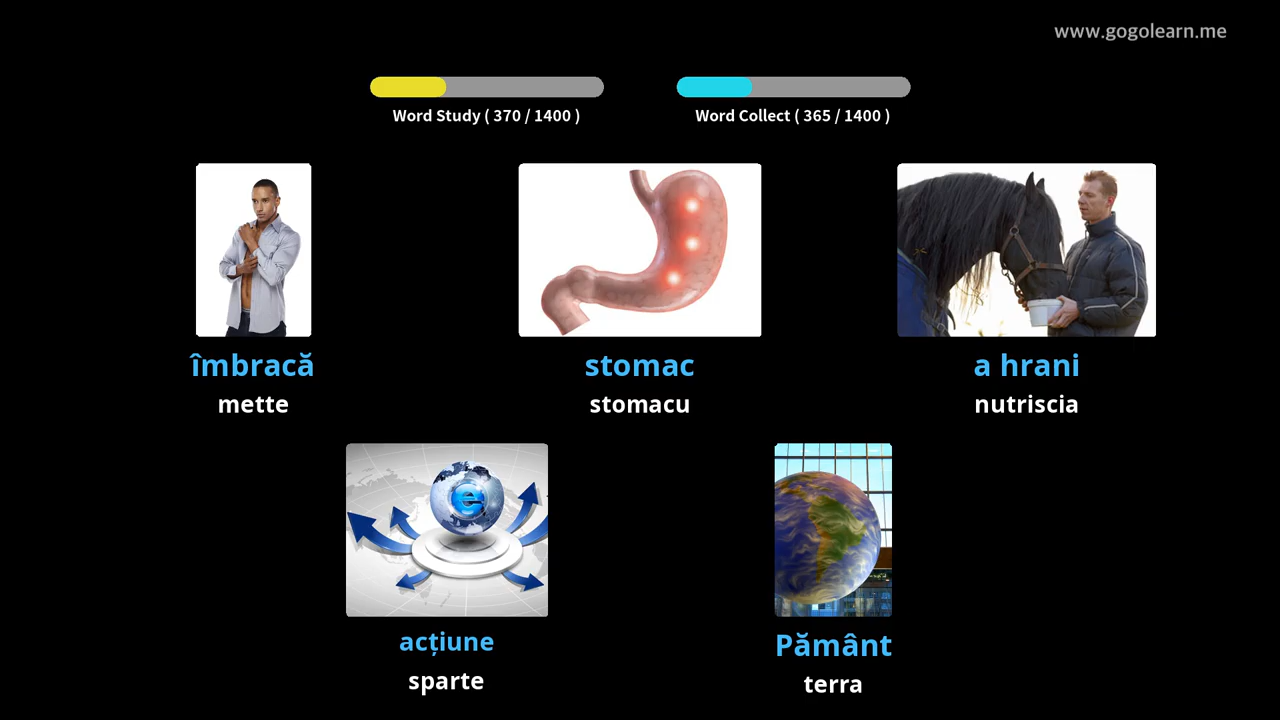 www.gogolearn.me
Word Study ( 370 / 1400 )
Word Collect ( 365 / 1400 )
îmbracă
mette
stomac
stomacu
a hrani
nutriscia
e
acțiune
sparte
Pământ
terra